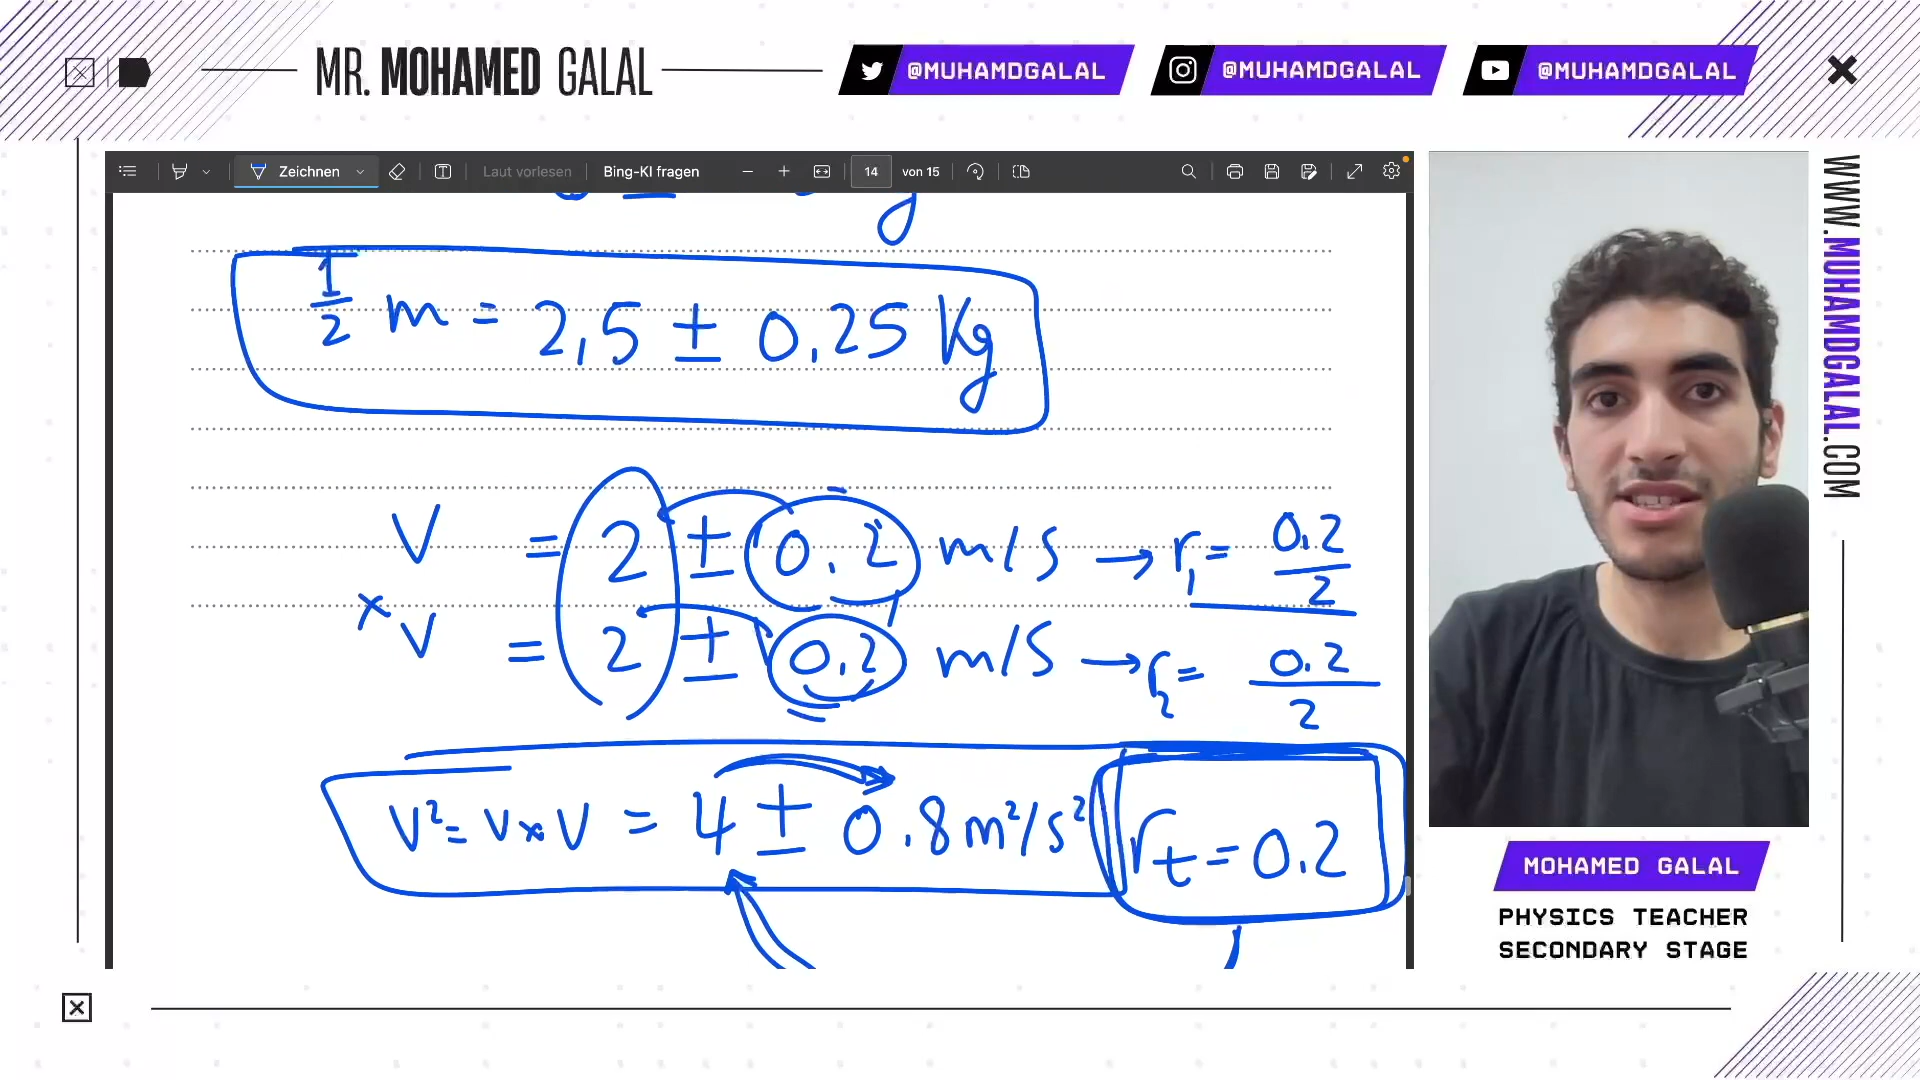 MR. MOHAMED GALAL
@MUHAMDGALAL
@MUHAMDGALAL
@MUHAMDGALAL
Zeichnen
Laut vorlesen
Bing-KI fragen
14 von 15
1/2 m = 2,5 ± 0,25 Kg
V = 2 ± 0.2 m/s → r₁ = 0.2/2
× V = 2 ± 0.2 m/s → r₂ = 0.2/2
V² = V × V = 4 ± 0.8 m²/s² rt = 0.2
WWW.MUHAMDGALAL.COM
MOHAMED GALAL
PHYSICS TEACHER
SECONDARY STAGE